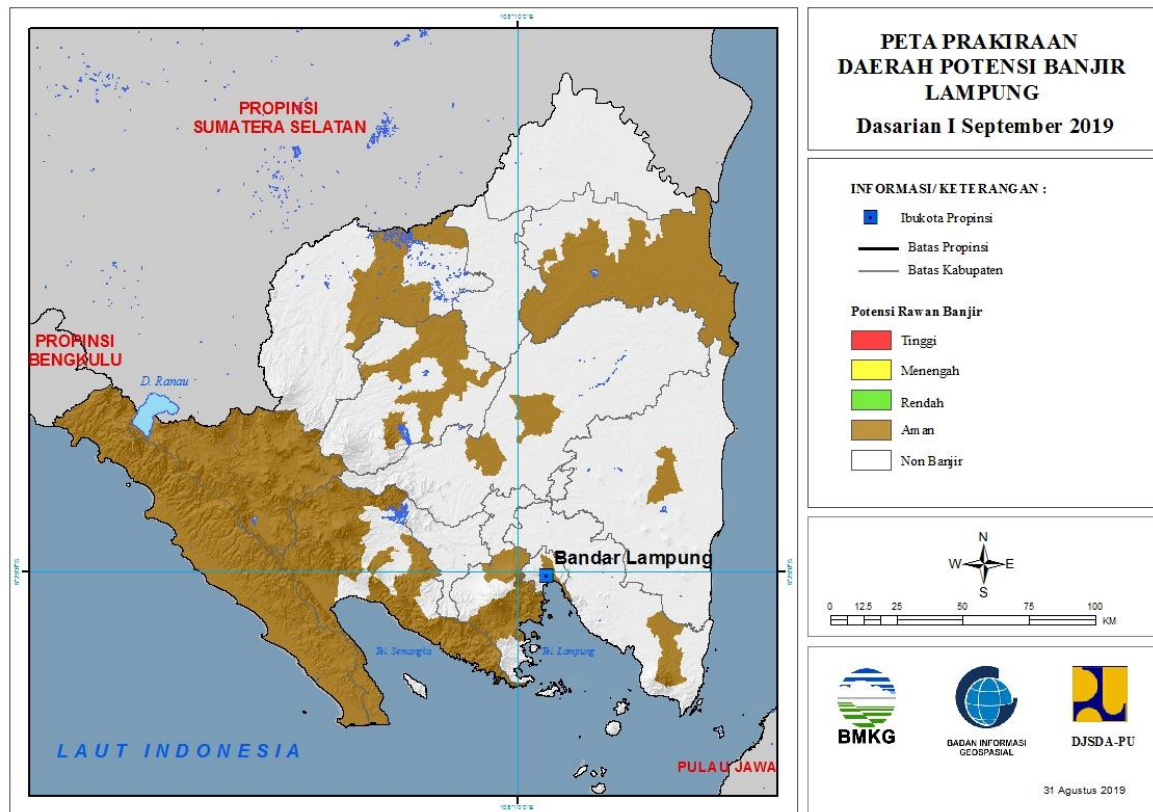 PROPINSI
SUMATERA SELATAN
PROPINSI
BENGKULU
D. Ranau
Bandar Lampung
Tel. Semangka
Tel. Lampung
LAUT INDONESIA
PULAU JAWA
PETA PRAKIRAAN
DAERAH POTENSI BANJIR
LAMPUNG
Dasarian I September 2019
INFORMASI/ KETERANGAN :
Ibukota Propinsi
Batas Propinsi
Batas Kabupaten
Potensi Rawan Banjir
Tinggi
Menengah
Rendah
Aman
Non Banjir
N
W E
S
0 12.5 25 50 75 100
KM
BMKG
BADAN INFORMASI
GEOSPASIAL
DJSDA-PU
31 Agustus 2019